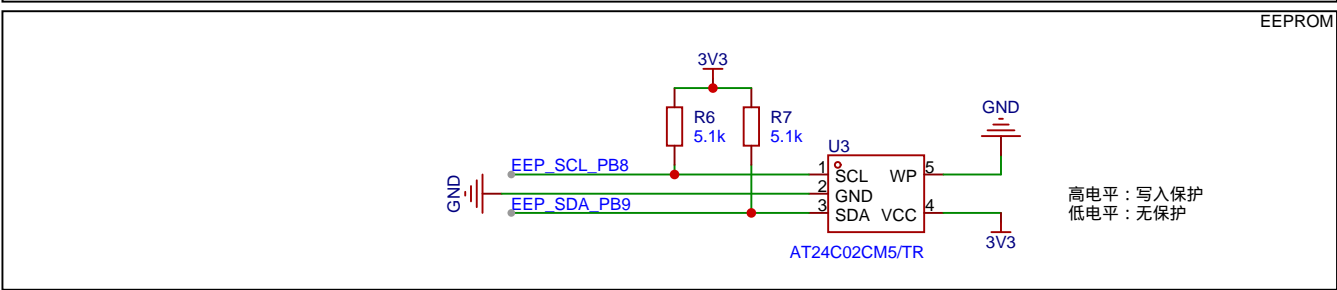 EEPROM
3V3
R6
5.1k
R7
5.1k
GND
U3
EEP_SCL_PB8
1
SCL
WP
5
GND
2
GND
EEP_SDA_PB9
3
SDA
VCC
4
高电平：写入保护
低电平：无保护
3V3
AT24C02CM5/TR